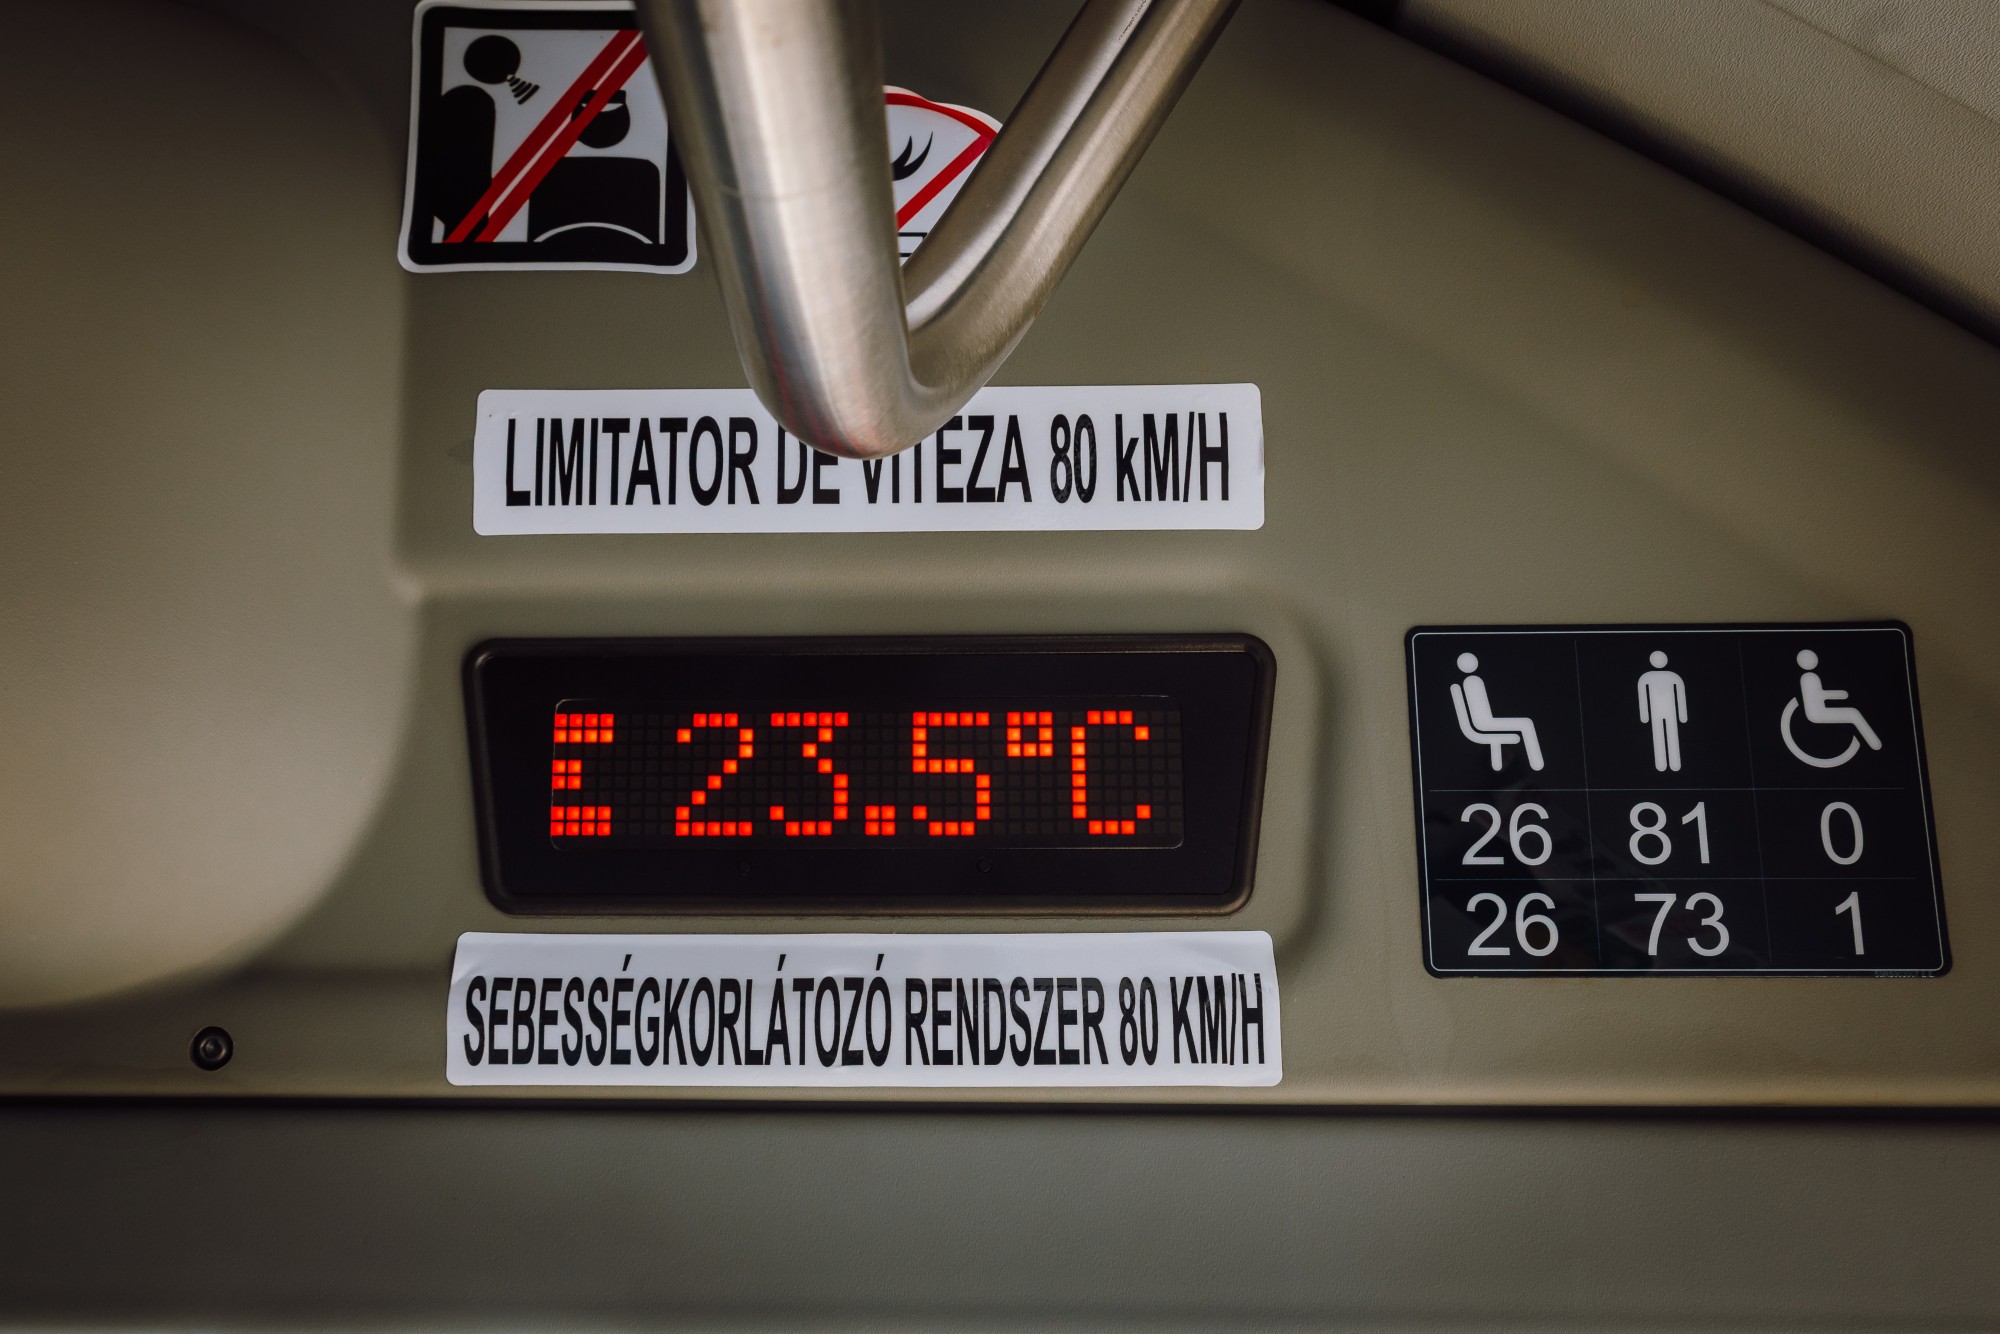 LIMITATOR DE VITEZA 80 kM/H
E 23.5°C
26 81 0
26 73 1
SEBESSÉGKORLÁTOZÓ RENDSZER 80 KM/H